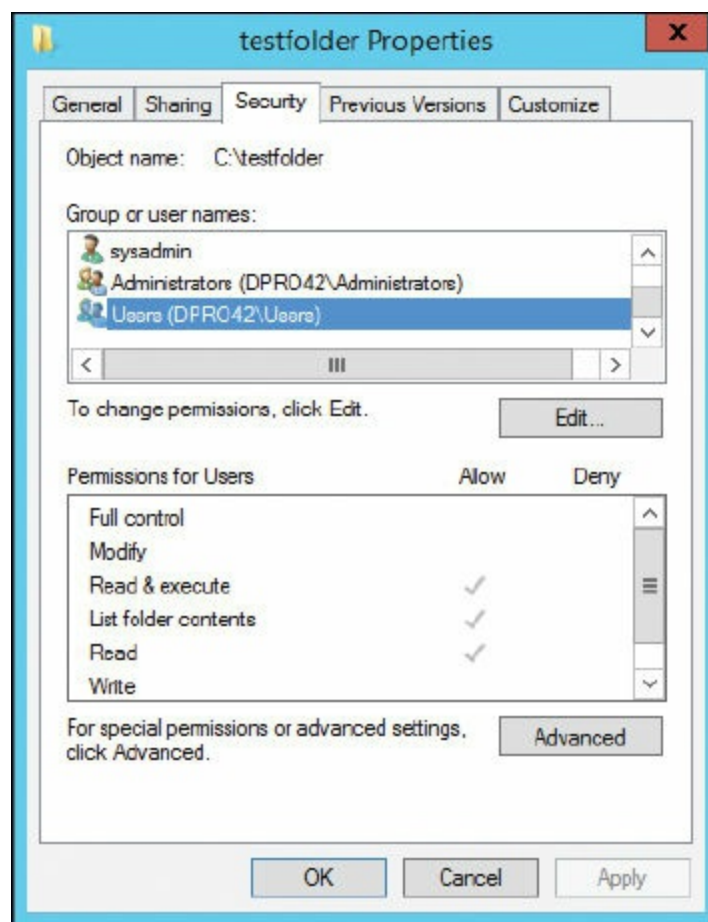 testfolder Properties
x
General Sharing Security Previous Versions Customize
Object name: C:\testfolder
Group or user names:
sysadmin
Administrators (DPRO42\Administrators)
Users (DPRO42\Users)
To change permissions, click Edit.
Edit...
Permissions for Users Allow Deny
Full control
Modify
Read & execute
List folder contents
Read
Write
For special permissions or advanced settings,
click Advanced.
Advanced
OK Cancel Apply